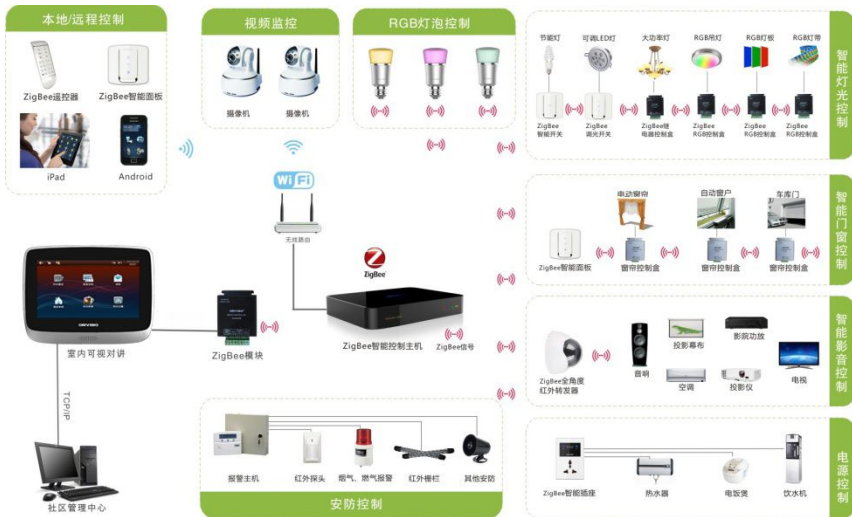 本地/远程控制
ZigBee遥控器
ZigBee智能面板
iPad
Android
视频监控
摄像机
摄像机
RGB灯泡控制
节能灯
可调LED灯
大功率灯
RGB吊灯
RGB灯板
RGB灯带
ZigBee
智能开关
ZigBee
调光开关
ZigBee继
电器控制盒
ZigBee
RGB控制盒
ZigBee
RGB控制盒
ZigBee
RGB控制盒
智能灯光控制
WiFi
无线路由
电动窗帘
自动窗户
车库门
ZigBee智能面板
窗帘控制盒
窗帘控制盒
窗帘控制盒
智能门窗控制
ORVIBO
室内可视对讲
ZigBee模块
ZigBee
ZigBee智能控制主机
ZigBee信号
ZigBee全角度
红外转发器
音响
投影幕布
影院功放
空调
投影仪
电视
智能影音控制
TCP/IP
社区管理中心
报警主机
红外探头
烟气、燃气报警
红外栅栏
其他安防
安防控制
ZigBee智能插座
热水器
电饭煲
饮水机
电源控制